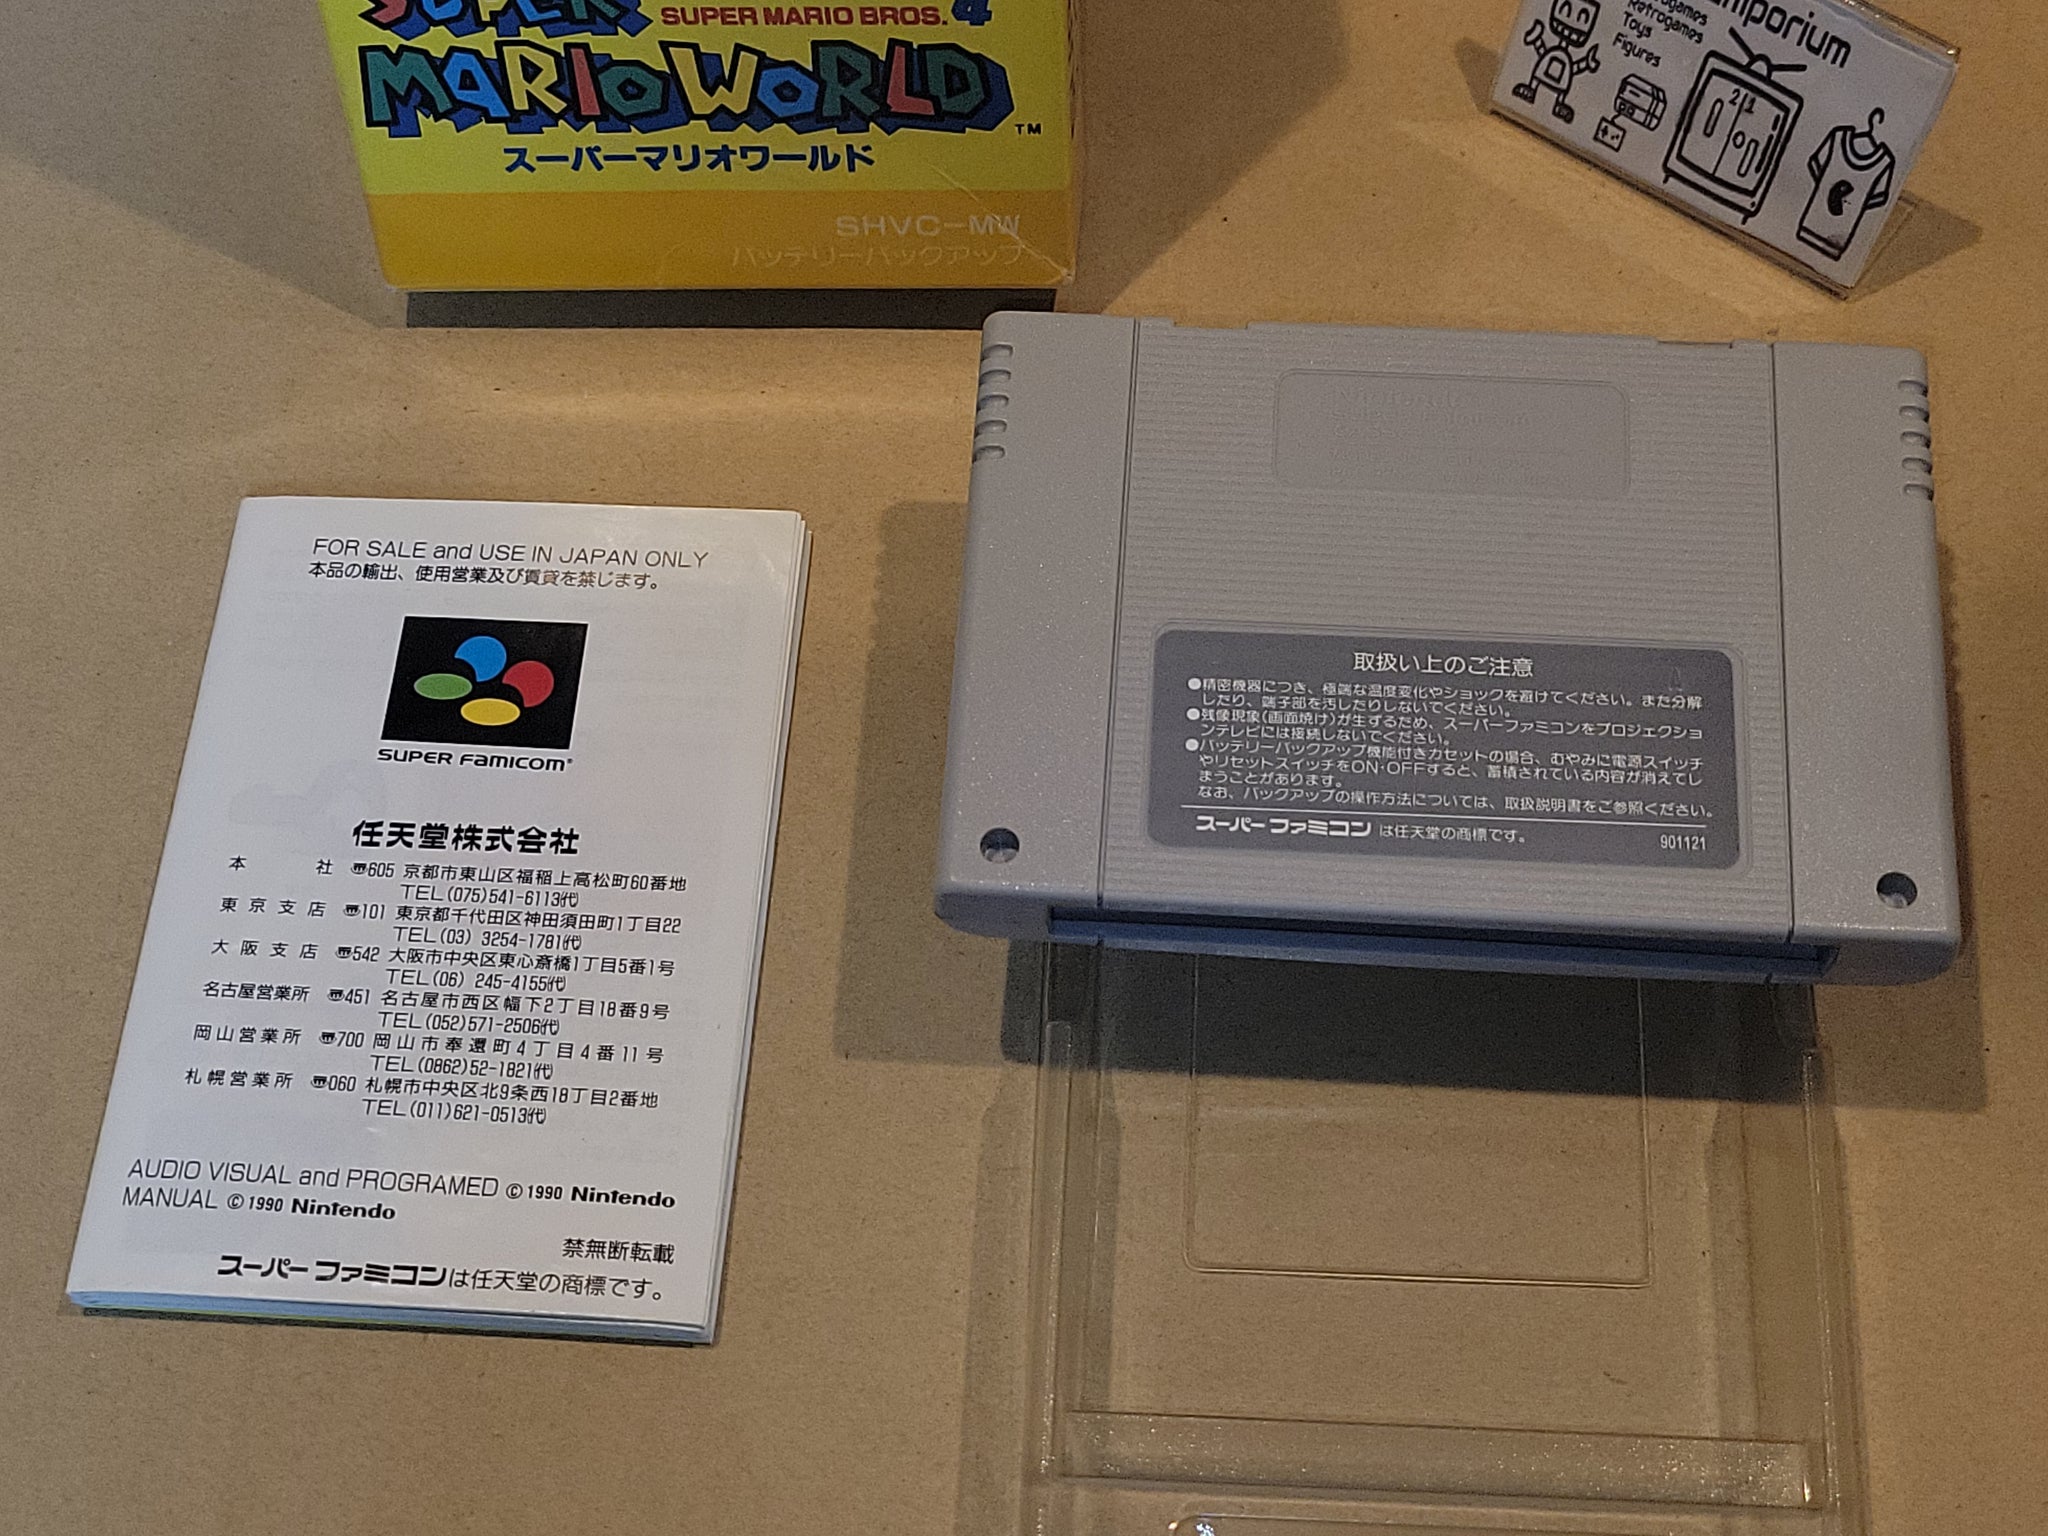 SUPER
SUPER MARIO BROS. 4
MARIO WORLD
TM
スーパーマリオワールド
SHVC-MW
バッテリーバックアップ
Retrogames
Toys
Figures
21
FOR SALE and USE IN JAPAN ONLY
本品の輸出、使用営業及び賃貸を禁じます。
SUPER FAMICOM
任天堂株式会社
本 社 〒605 京都市東山区福稲上高松町60番地
TEL(075)541-6113代
東京支店 〒101 東京都千代田区神田須田町1丁目22
TEL(03) 3254-1781代
大阪支店 〒542 大阪市中央区東心斎橋1丁目5番1号
TEL(06) 245-4155代
名古屋営業所 〒451 名古屋市西区幅下2丁目18番9号
TEL(052)571-2506代
岡山営業所 〒700 岡山市奉還町4丁目4番11号
TEL(0862)52-1821代
札幌営業所 〒060 札幌市中央区北9条西18丁目2番地
TEL(011)621-0513代
AUDIO VISUAL and PROGRAMED © 1990 Nintendo
MANUAL © 1990 Nintendo
禁無断転載
スーパーファミコンは任天堂の商標です。
取扱い上のご注意
●精密機器につき、極端な温度変化やショックを避けてください。また分解
したり、端子部を汚したりしないでください。
●残像現象(画面焼け)が生ずるため、スーパーファミコンをプロジェクショ
ンテレビには接続しないでください。
●バッテリーバックアップ機能付きカセットの場合、むやみに電源スイッチ
やリセットスイッチをON・OFFすると、蓄積されている内容が消えてし
まうことがあります。
なお、バックアップの操作方法については、取扱説明書をご参照ください。
スーパーファミコンは任天堂の商標です。
901121